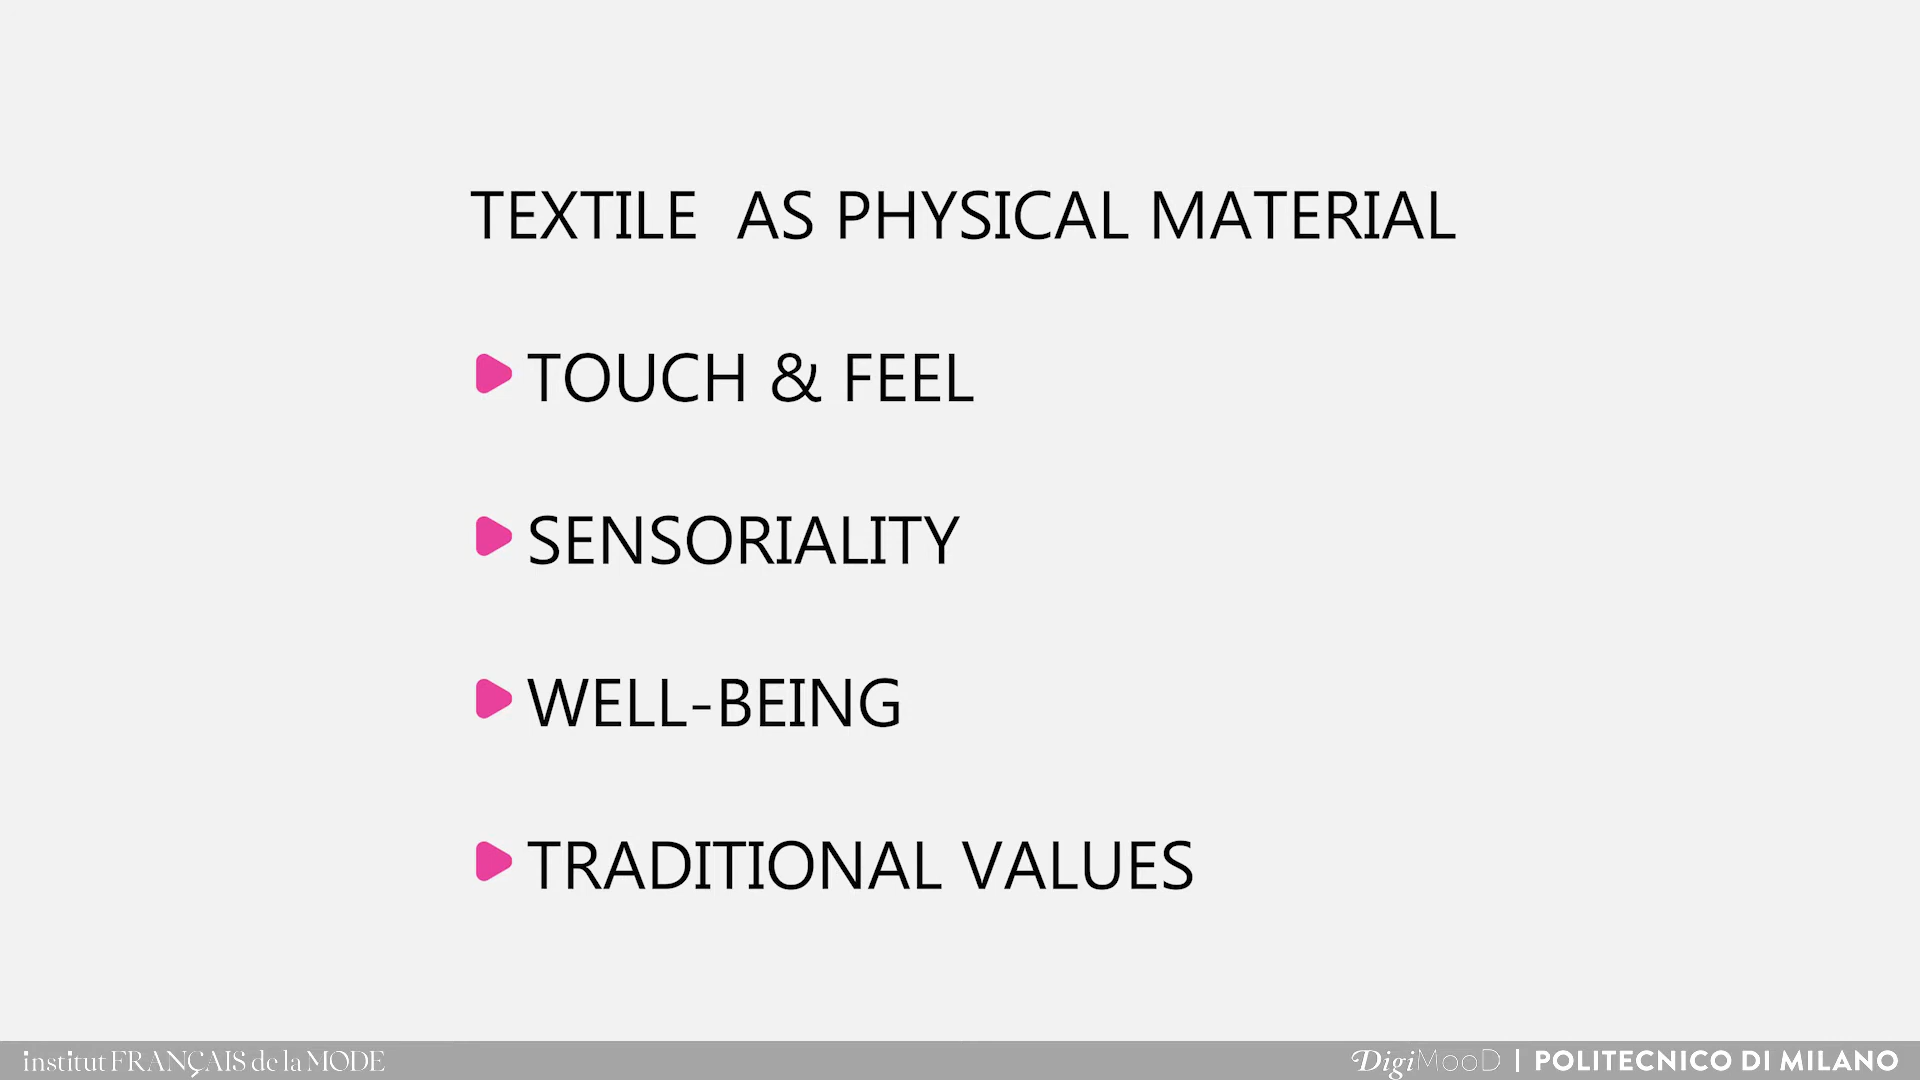 TEXTILE AS PHYSICAL MATERIAL
TOUCH & FEEL
SENSORIALITY
WELL-BEING
TRADITIONAL VALUES
institut FRANÇAIS de la MODE
DigiMooD | POLITECNICO DI MILANO